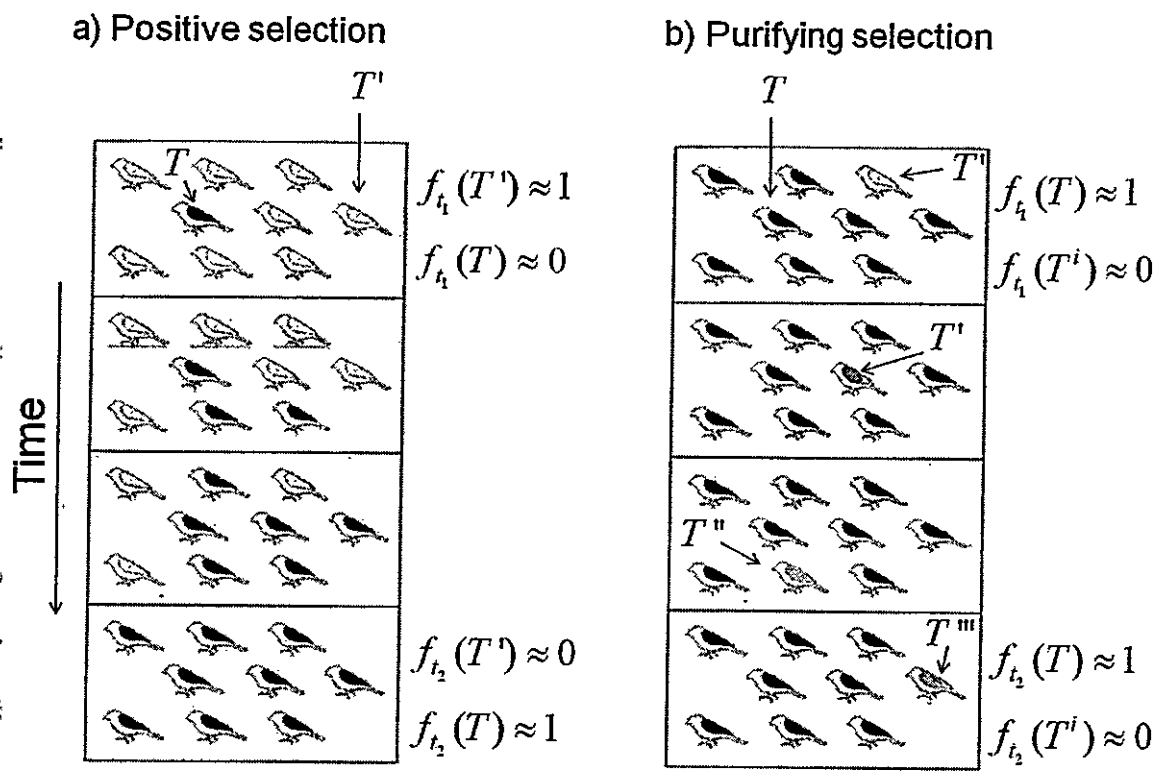 a) Positive selection
T'
T
f_{t_1}(T') ≈ 1
f_{t_1}(T) ≈ 0
Time
f_{t_2}(T') ≈ 0
f_{t_2}(T) ≈ 1
b) Purifying selection
T
T'
f_{t_1}(T) ≈ 1
f_{t_1}(T^i) ≈ 0
T'
T''
T'''
f_{t_2}(T) ≈ 1
f_{t_2}(T^i) ≈ 0